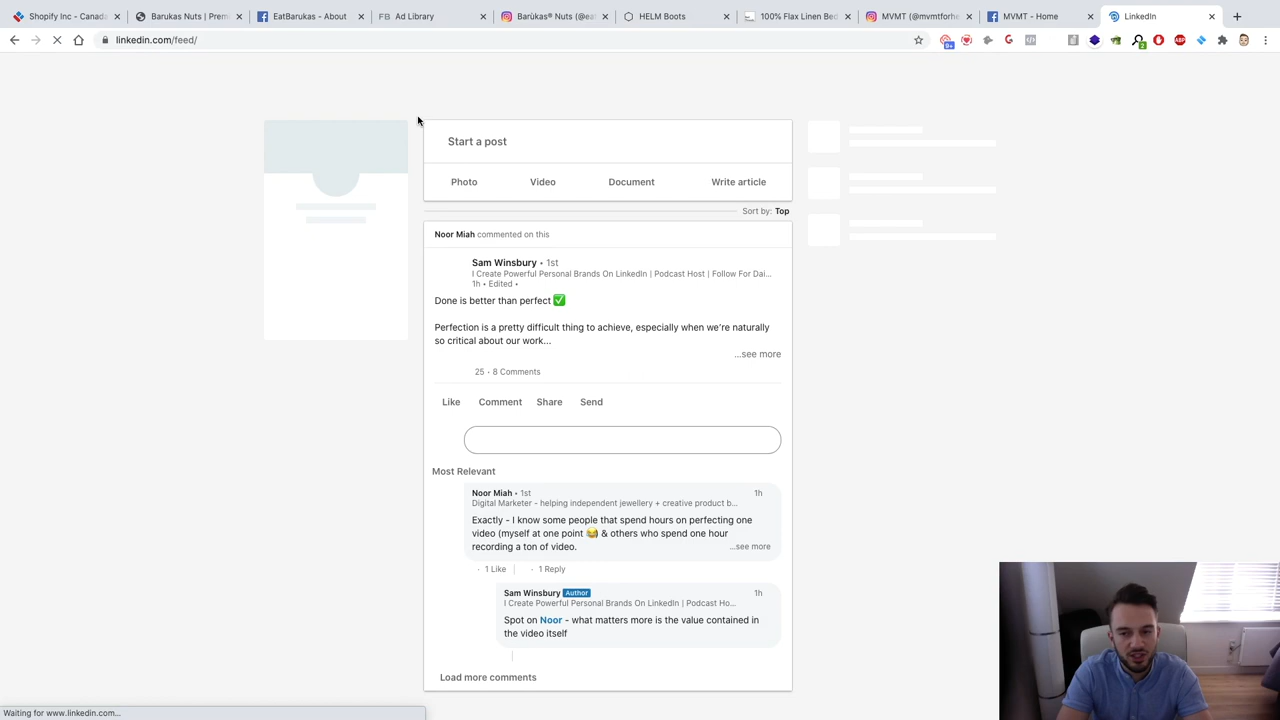 Shopify Inc - Canada
Barukas Nuts | Prem
EatBarukas - About
FB Ad Library
Barùkas® Nuts (@ea
HELM Boots
100% Flax Linen Bed
MVMT (@mvmtforhe
MVMT - Home
LinkedIn
linkedin.com/feed/
Start a post
Photo Video Document Write article
Sort by: Top
Noor Miah commented on this
Sam Winsbury • 1st
I Create Powerful Personal Brands On LinkedIn | Podcast Host | Follow For Dai...
1h • Edited •
Done is better than perfect ✅
Perfection is a pretty difficult thing to achieve, especially when we're naturally
so critical about our work...
...see more
25 • 8 Comments
Like Comment Share Send
Most Relevant
Noor Miah • 1st 1h
Digital Marketer - helping independent jewellery + creative product b...
Exactly - I know some people that spend hours on perfecting one
video (myself at one point 😂) & others who spend one hour
recording a ton of video. ...see more
· 1 Like · 1 Reply
Sam Winsbury Author 1h
I Create Powerful Personal Brands On LinkedIn | Podcast Ho...
Spot on Noor - what matters more is the value contained in
the video itself
Load more comments
Waiting for www.linkedin.com...